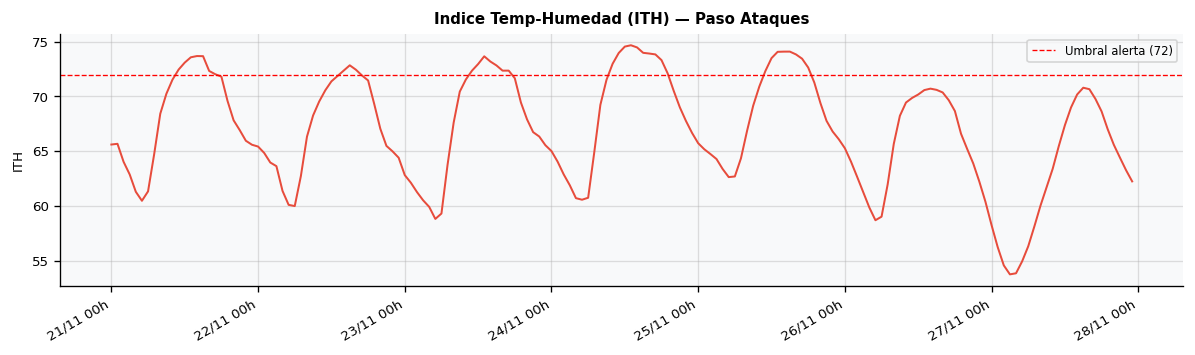 Indice Temp-Humedad (ITH) — Paso Ataques
Umbral alerta (72)
ITH
75
70
65
60
55
21/11 00h
22/11 00h
23/11 00h
24/11 00h
25/11 00h
26/11 00h
27/11 00h
28/11 00h